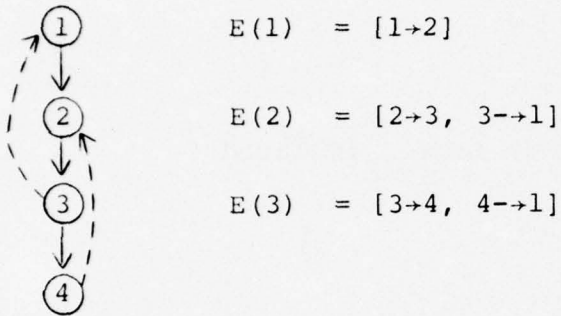 1
E(1) = [1→2]
2
E(2) = [2→3, 3-→1]
3
E(3) = [3→4, 4-→1]
4